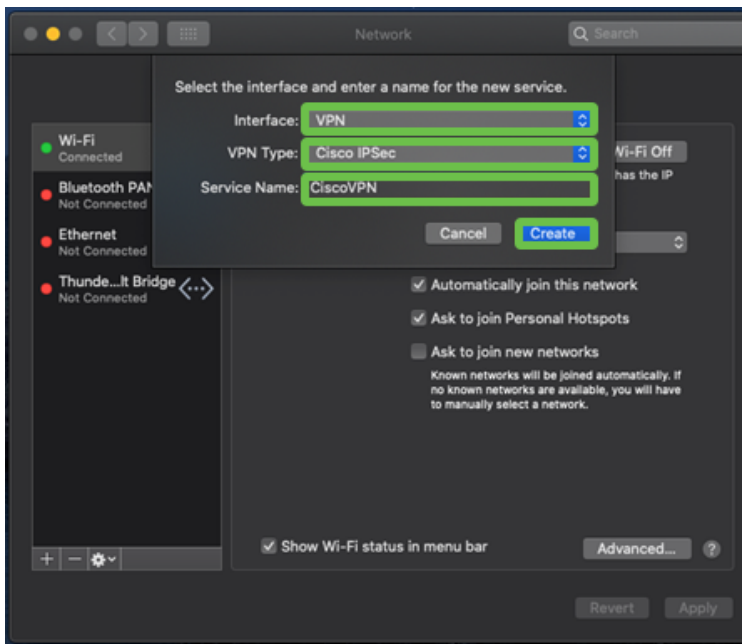 Network
Search
Select the interface and enter a name for the new service.
Interface: VPN
VPN Type: Cisco IPSec
Service Name: CiscoVPN
Cancel Create
Wi-Fi
Connected
Bluetooth PAN
Not Connected
Ethernet
Not Connected
Thunde...lt Bridge
Not Connected
Wi-Fi Off
has the IP
Automatically join this network
Ask to join Personal Hotspots
Ask to join new networks
Known networks will be joined automatically. If
no known networks are available, you will have
to manually select a network.
Show Wi-Fi status in menu bar
Advanced... ?
Revert Apply